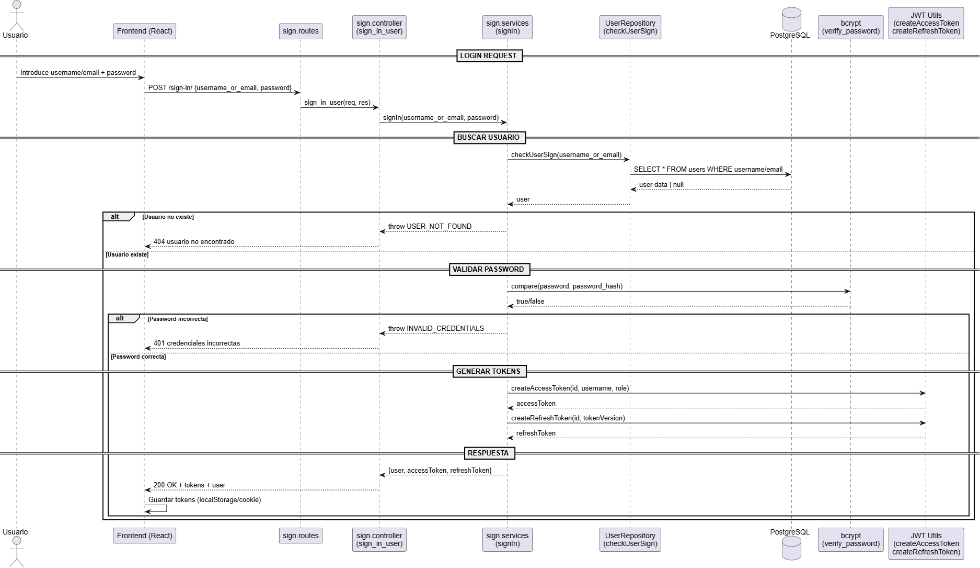 Usuario
Frontend (React)
sign.routes
sign.controller
(sign_in_user)
sign.services
(signIn)
UserRepository
(checkUserSign)
PostgreSQL
bcrypt
(verify_password)
JWT Utils
(createAccessToken
createRefreshToken)
LOGIN REQUEST
Introduce username/email + password
POST /sign-in/ {username_or_email, password}
sign_in_user(req, res)
signIn(username_or_email, password)
BUSCAR USUARIO
checkUserSign(username_or_email)
SELECT * FROM users WHERE username/email
user data | null
user
alt [Usuario no existe]
throw USER_NOT_FOUND
404 usuario no encontrado
[Usuario existe]
VALIDAR PASSWORD
compare(password, password_hash)
true/false
alt [Password incorrecta]
throw INVALID_CREDENTIALS
401 credenciales incorrectas
[Password correcta]
GENERAR TOKENS
createAccessToken(id, username, role)
accessToken
createRefreshToken(id, tokenVersion)
refreshToken
RESPUESTA
{user, accessToken, refreshToken}
200 OK + tokens + user
Guardar tokens (localStorage/cookie)
Usuario
Frontend (React)
sign.routes
sign.controller
(sign_in_user)
sign.services
(signIn)
UserRepository
(checkUserSign)
PostgreSQL
bcrypt
(verify_password)
JWT Utils
(createAccessToken
createRefreshToken)